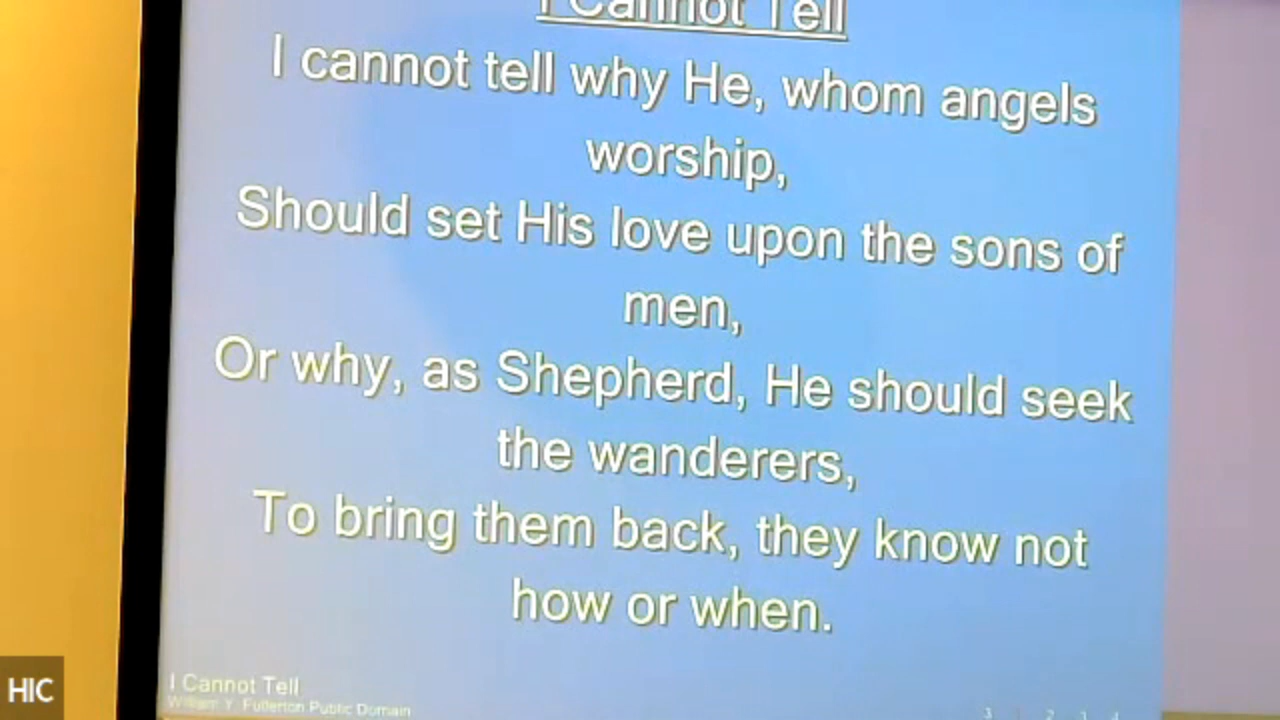 I Cannot Tell
I cannot tell why He, whom angels
worship,
Should set His love upon the sons of
men,
Or why, as Shepherd, He should seek
the wanderers,
To bring them back, they know not
how or when.
I Cannot Tell
William Y. Fullerton Public Domain
HIC